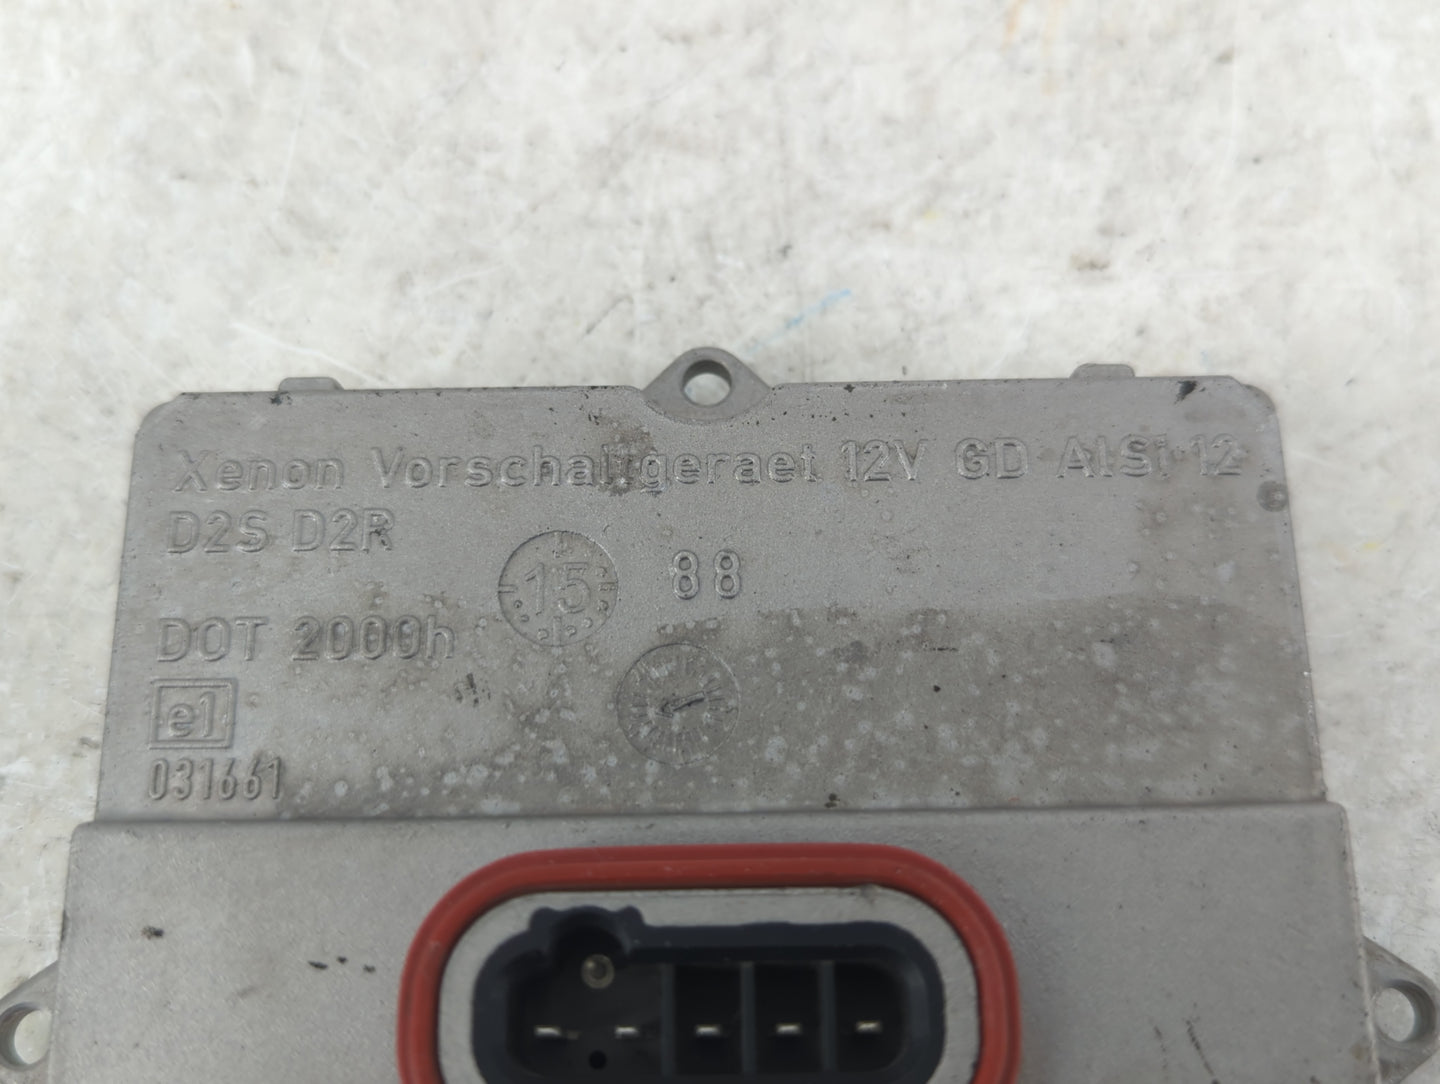 Xenon Vorschaltgeraet 12V GD AlSi 12
D2S D2R
15
88
DOT 2000h
e1
031661